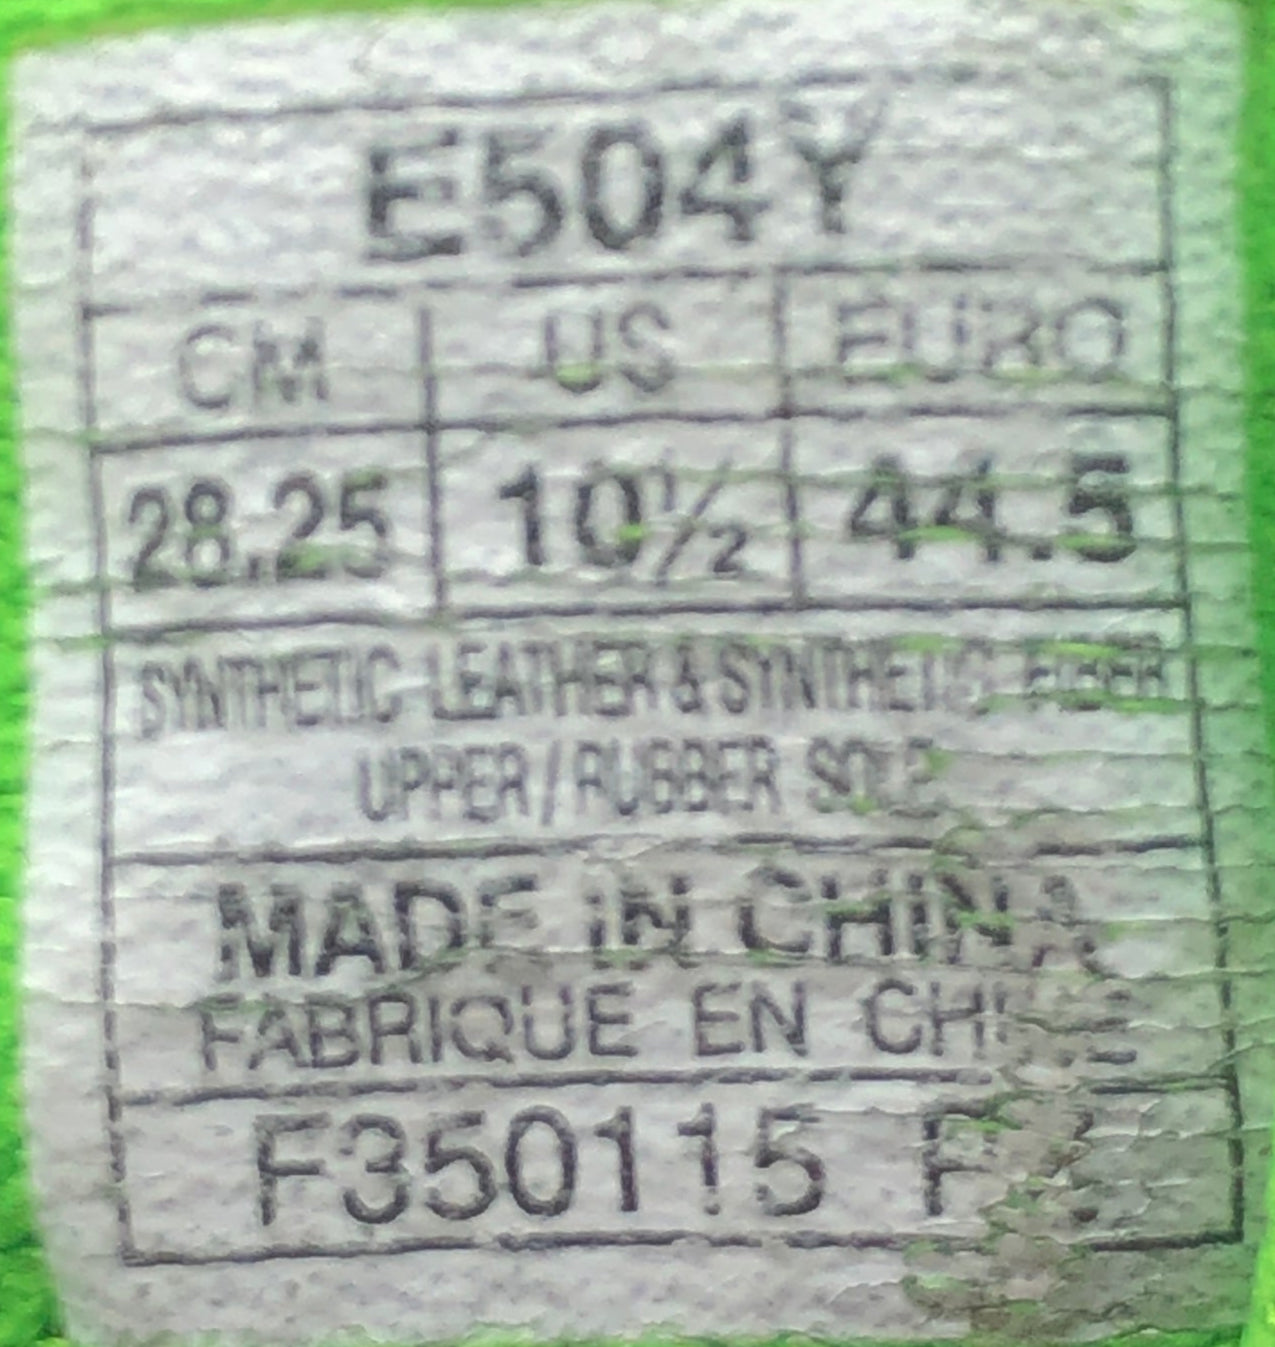 E504Y
CM US EURO
28.25 10½ 44.5
SYNTHETIC LEATHER & SYNTHETIC FIBER
UPPER / RUBBER SOLE
MADE IN CHINA
FABRIQUE EN CHINE
F350115